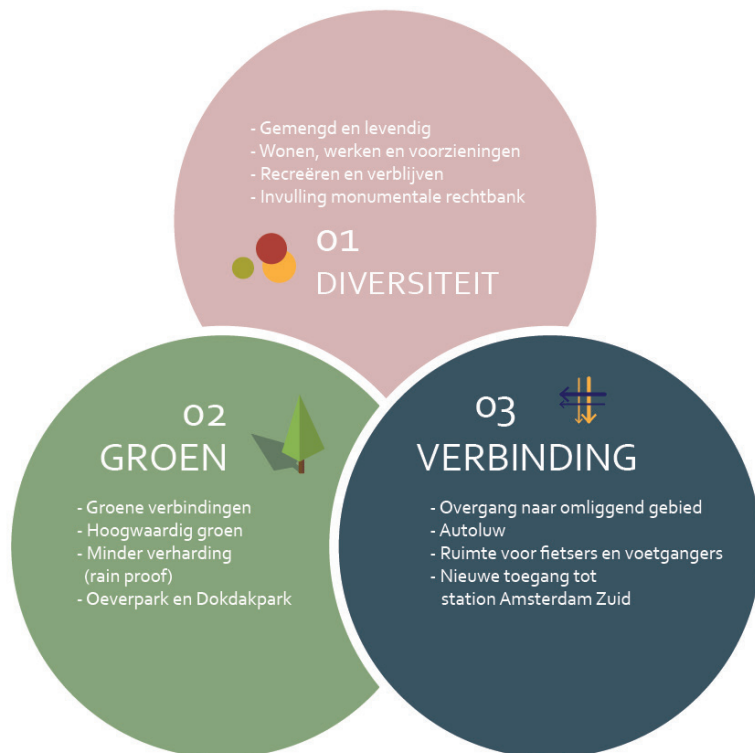 - Gemengd en levendig
- Wonen, werken en voorzieningen
- Recreëren en verblijven
- Invulling monumentale rechtbank
01
DIVERSITEIT
02
GROEN
- Groene verbindingen
- Hoogwaardig groen
- Minder verharding
(rain proof)
- Oeverpark en Dokdakpark
03
VERBINDING
- Overgang naar omliggend gebied
- Autoluw
- Ruimte voor fietsers en voetgangers
- Nieuwe toegang tot
station Amsterdam Zuid